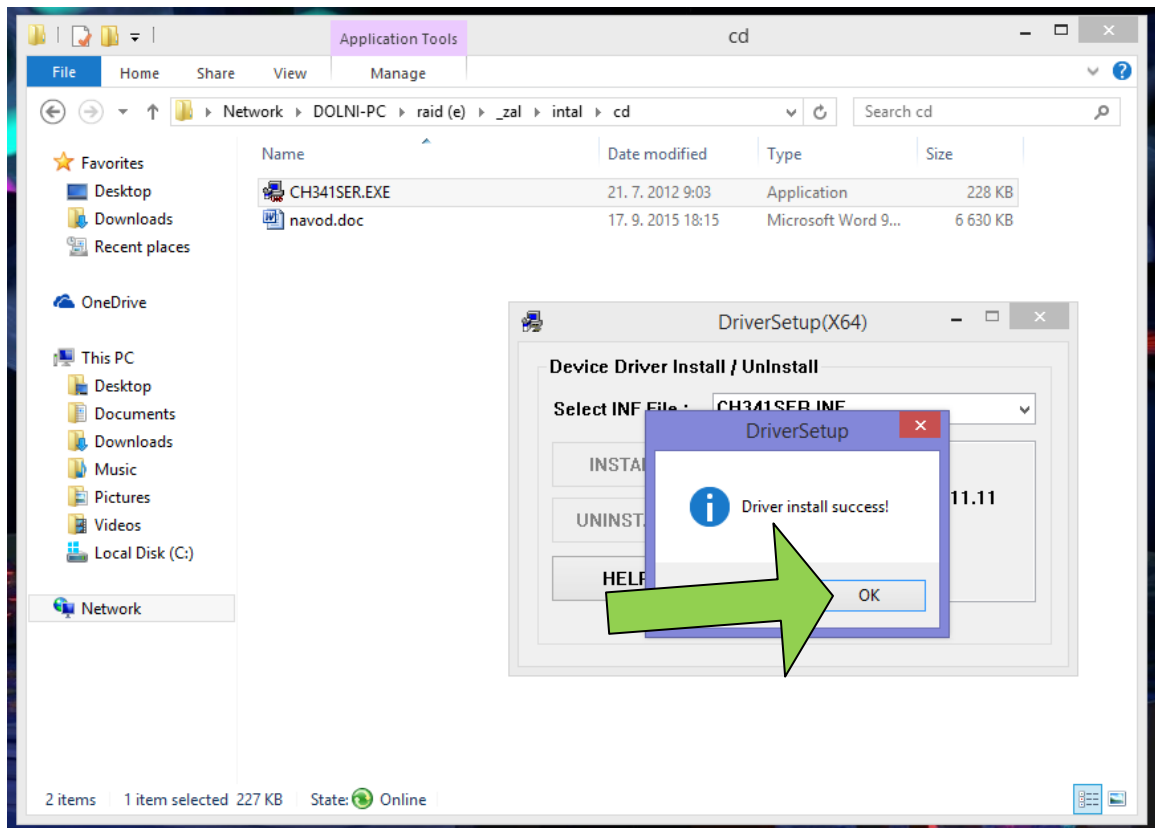 Application Tools
cd
File
Home
Share
View
Manage
Network
DOLNI-PC
raid (e)
_zal
intal
cd
Search cd
Name
Date modified
Type
Size
Favorites
Desktop
Downloads
Recent places
OneDrive
This PC
Desktop
Documents
Downloads
Music
Pictures
Videos
Local Disk (C:)
Network
CH341SER.EXE
21. 7. 2012 9:03
Application
228 KB
navod.doc
17. 9. 2015 18:15
Microsoft Word 9...
6 630 KB
DriverSetup(X64)
Device Driver Install / UnInstall
Select INF File :
CH341SER.INF
INSTAL
UNINST
HELP
11.11
DriverSetup
Driver install success!
OK
2 items
1 item selected 227 KB
State:
Online